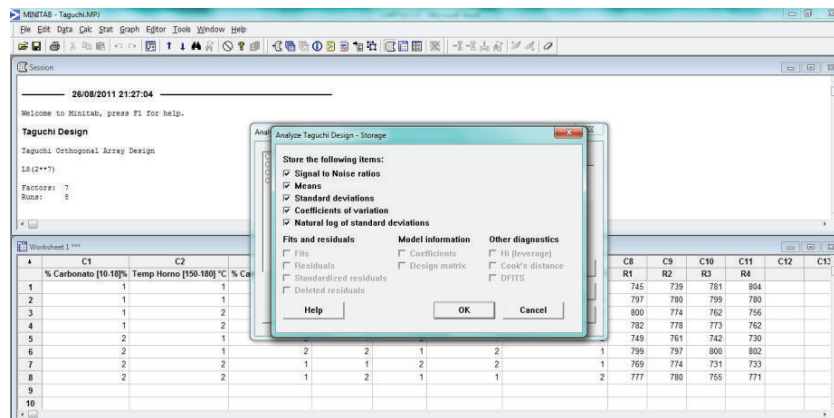 MINITAB - Taguchi.MPJ
File Edit Data Calc Stat Graph Editor Tools Window Help
Session
26/08/2011 21:27:04
Welcome to Minitab, press F1 for help.
Taguchi Design
Taguchi Orthogonal Array Design
L8(2**7)
Factors: 7
Runs: 8
Analyze Taguchi Design - Storage
Store the following items:
Signal to Noise ratios
Means
Standard deviations
Coefficients of variation
Natural log of standard deviations
Fits and residuals Model information Other diagnostics
Fits Coefficients Hi (leverage)
Residuals Design matrix Cook's distance
Standardized residuals DFITS
Deleted residuals
Help OK Cancel
Worksheet 1 ***
C1 C2 C8 C9 C10 C11 C12 C13
% Carbonato [10-18]% Temp Horno [150-180] °C % Ca R1 R2 R3 R4
1 1 1 745 739 781 804
2 1 1 797 780 799 780
3 1 2 800 774 762 756
4 1 2 782 778 773 762
5 2 1 749 761 742 730
6 2 1 2 2 1 2 1 799 797 800 802
7 2 2 1 1 2 2 1 769 774 731 733
8 2 2 1 2 1 1 2 777 780 755 771
9
10